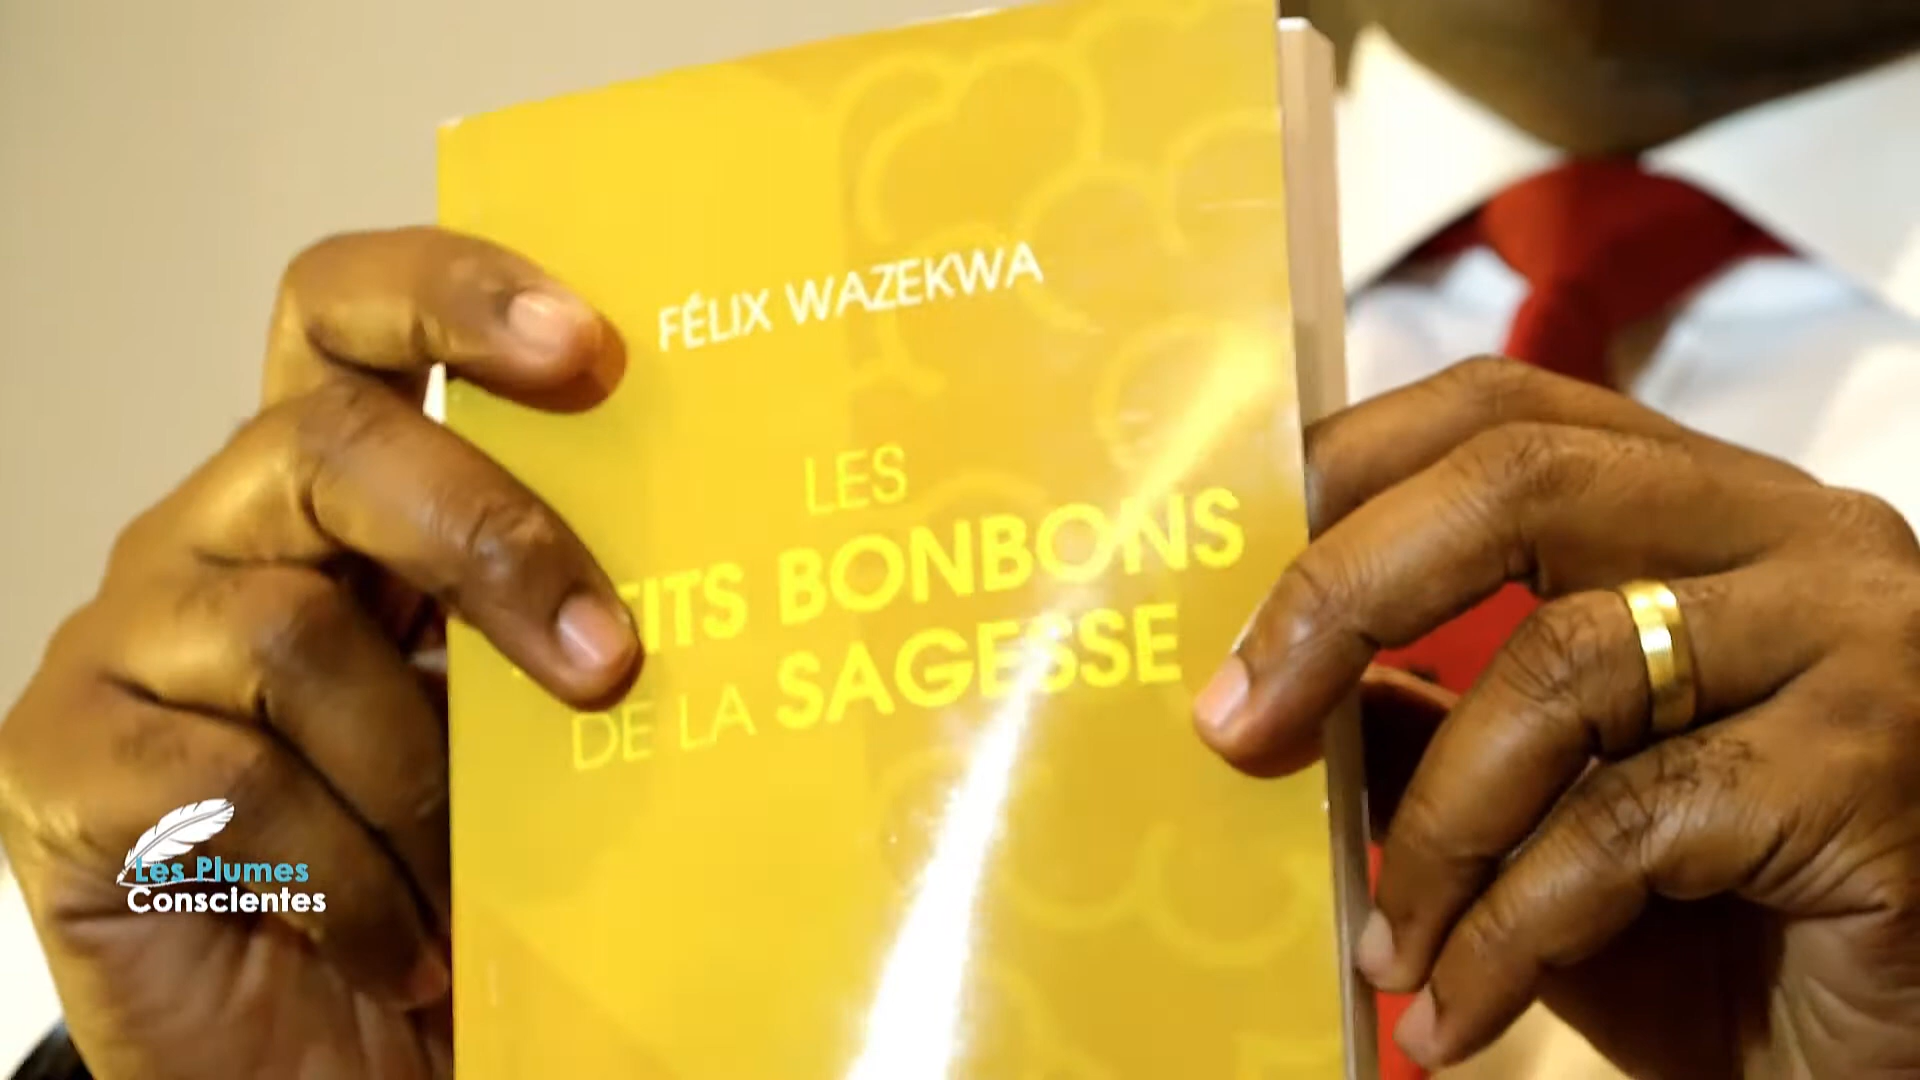 FÉLIX WAZEKWA
LES
TITS BONBONS
DE LA SAGESSE
Les Plumes
Conscientes